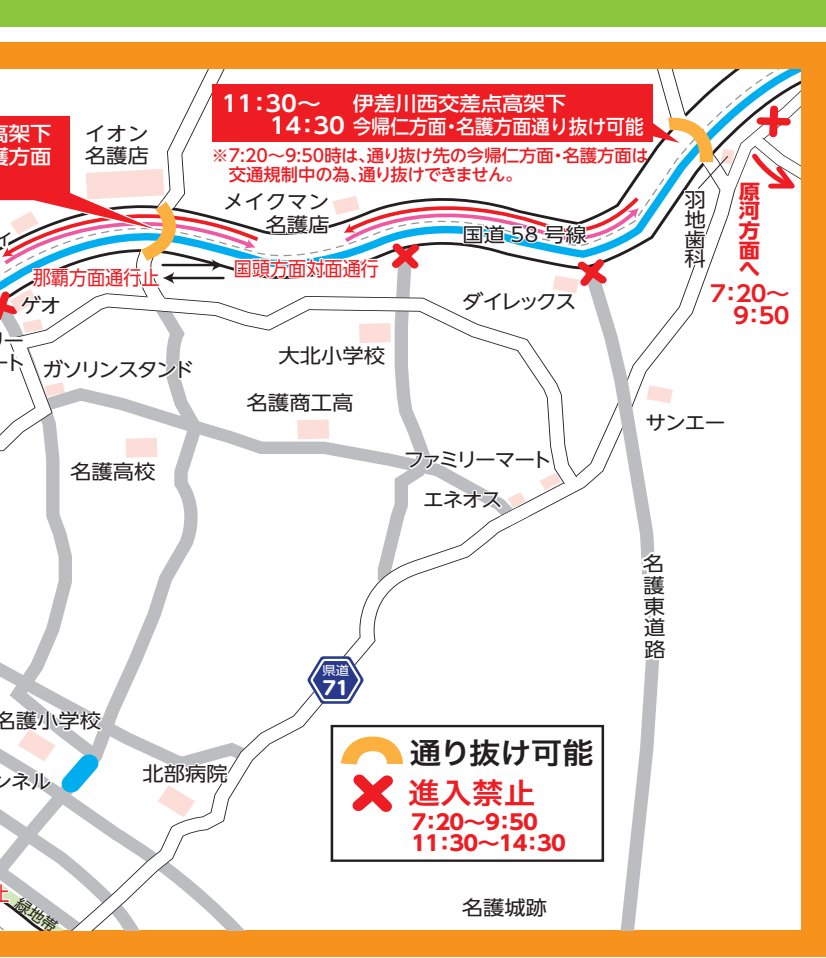 11:30～ 伊差川西交差点高架下
14:30 今帰仁方面・名護方面通り抜け可能
※7:20～9:50時は、通り抜け先の今帰仁方面・名護方面は
交通規制中の為、通り抜けできません。
高架下
護方面
イオン
名護店
メイクマン
名護店
国道58号線
羽地歯科
原河方面へ
7:20～
9:50
那覇方面通行止
国頭方面対面通行
ゲオ
ガソリンスタンド
大北小学校
ダイレックス
名護商工高
サンエー
名護高校
ファミリーマート
エネオス
名護東道路
県道
71
名護小学校
ンネル
北部病院
通り抜け可能
進入禁止
7:20～9:50
11:30～14:30
緑地帯
名護城跡